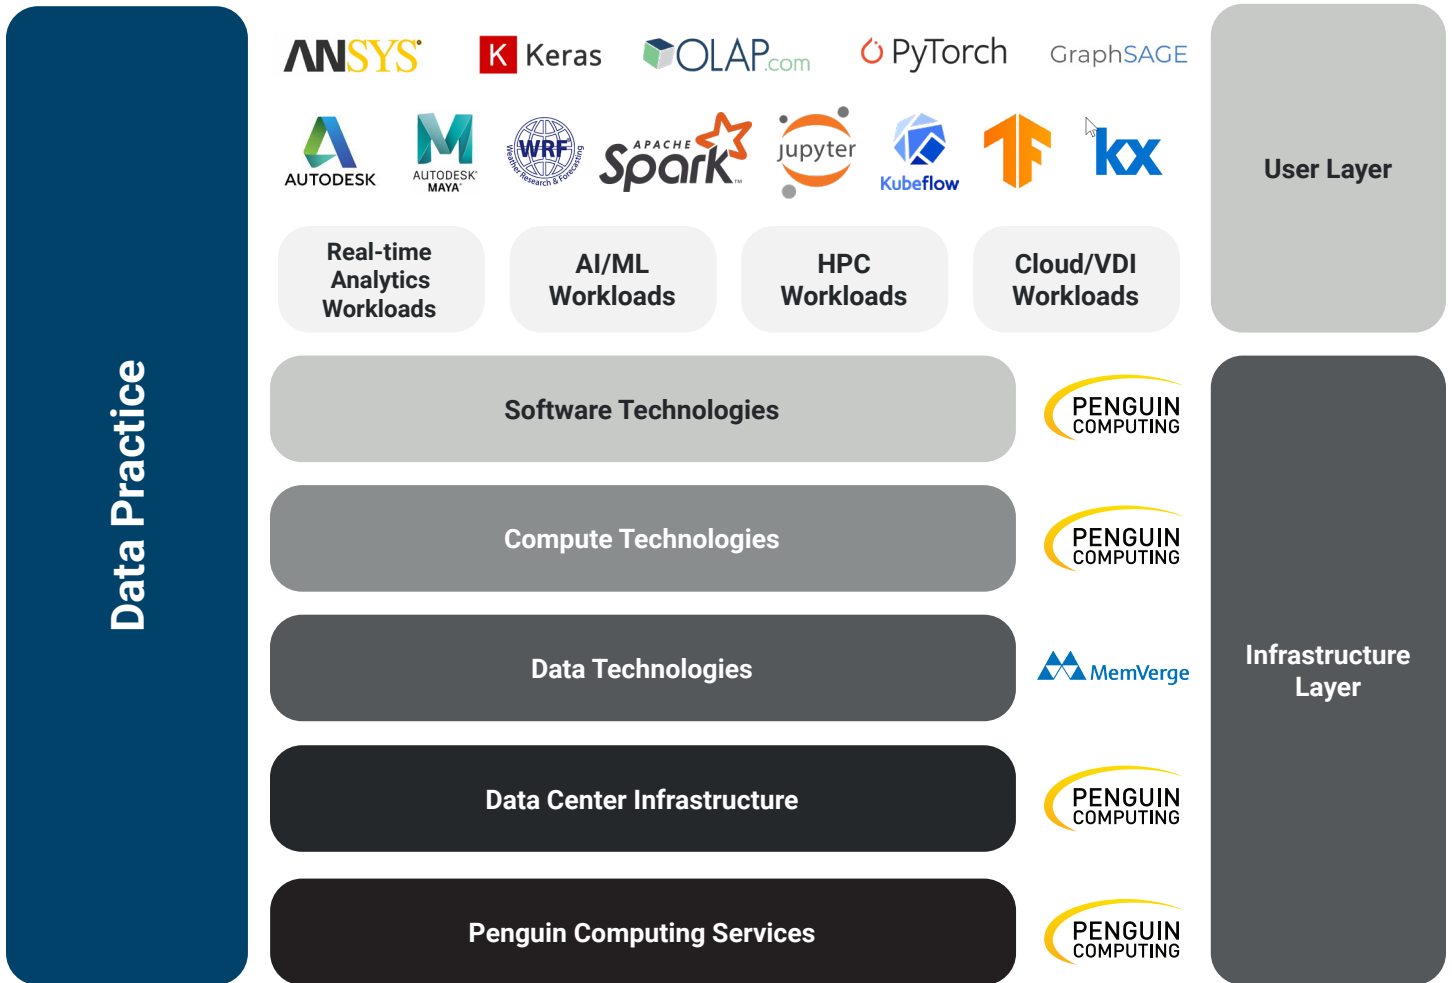 Data Practice
ANSYS®
K Keras
OLAP.com
PyTorch
GraphSAGE
AUTODESK
AUTODESK®
MAYA®
WRF
Weather Research & Forecasting
APACHE
Spark™
jupyter
Kubeflow
kx
User Layer
Real-time
Analytics
Workloads
AI/ML
Workloads
HPC
Workloads
Cloud/VDI
Workloads
Software Technologies
PENGUIN
COMPUTING
Compute Technologies
PENGUIN
COMPUTING
Data Technologies
MemVerge
Infrastructure
Layer
Data Center Infrastructure
PENGUIN
COMPUTING
Penguin Computing Services
PENGUIN
COMPUTING